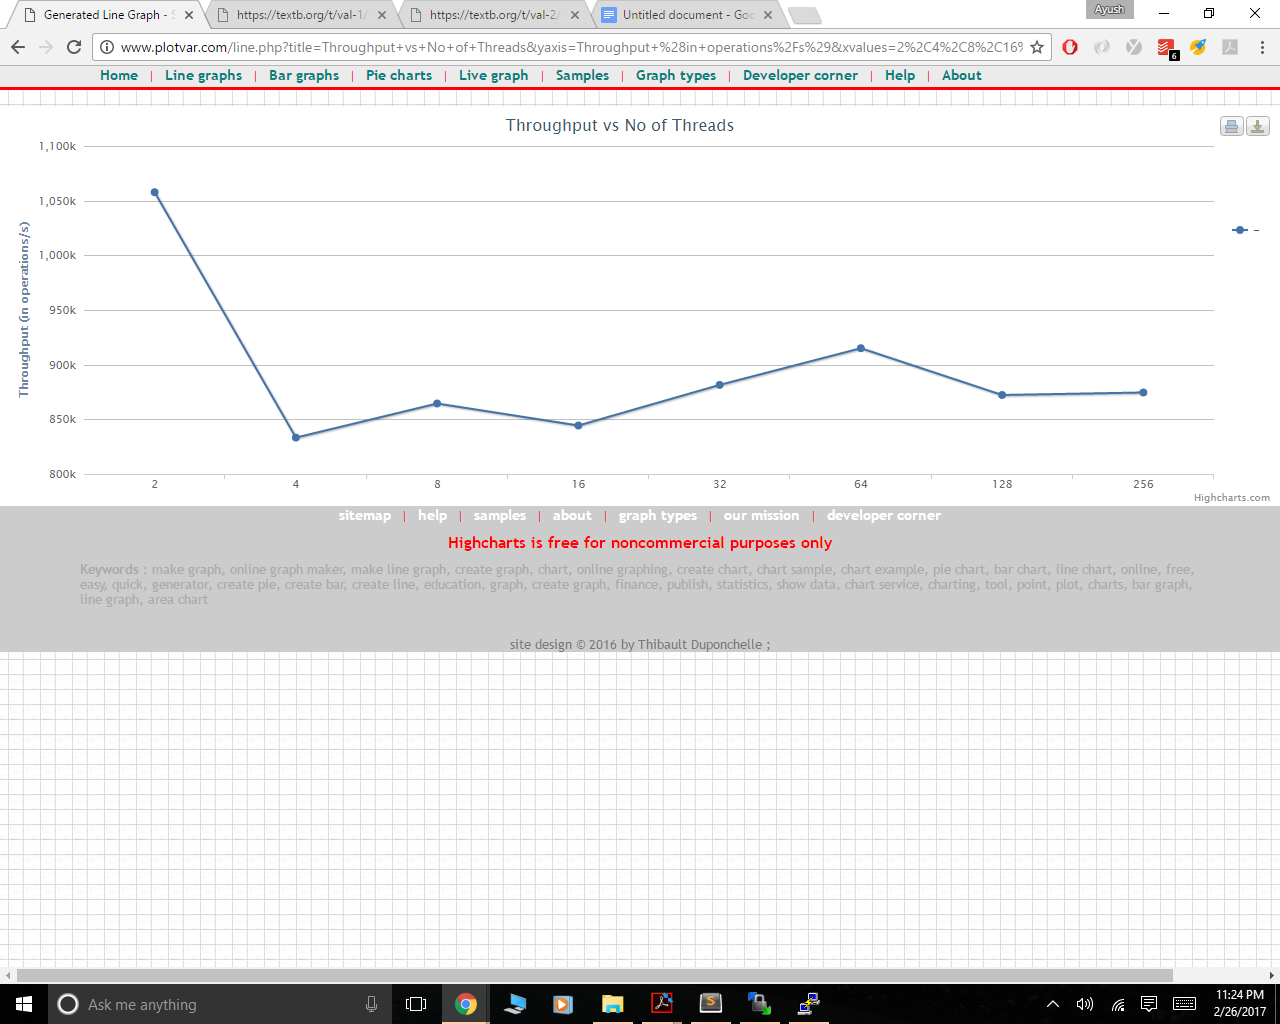 Generated Line Graph - S
https://textb.org/t/val-1/
https://textb.org/t/val-2/
Untitled document - Goo
Ayush
www.plotvar.com/line.php?title=Throughput+vs+No+of+Threads&yaxis=Throughput+%28in+operations%2Fs%29&xvalues=2%2C4%2C8%2C16%
6
Home | Line graphs | Bar graphs | Pie charts | Live graph | Samples | Graph types | Developer corner | Help | About
Throughput vs No of Threads
Throughput (in operations/s)
1,100k
1,050k
1,000k
950k
900k
850k
800k
2 4 8 16 32 64 128 256
–
Highcharts.com
sitemap | help | samples | about | graph types | our mission | developer corner
Highcharts is free for noncommercial purposes only
Keywords : make graph, online graph maker, make line graph, create graph, chart, online graphing, create chart, chart sample, chart example, pie chart, bar chart, line chart, online, free,
easy, quick, generator, create pie, create bar, create line, education, graph, create graph, finance, publish, statistics, show data, chart service, charting, tool, point, plot, charts, bar graph,
line graph, area chart
site design © 2016 by Thibault Duponchelle ;
Ask me anything
11:24 PM
2/26/2017